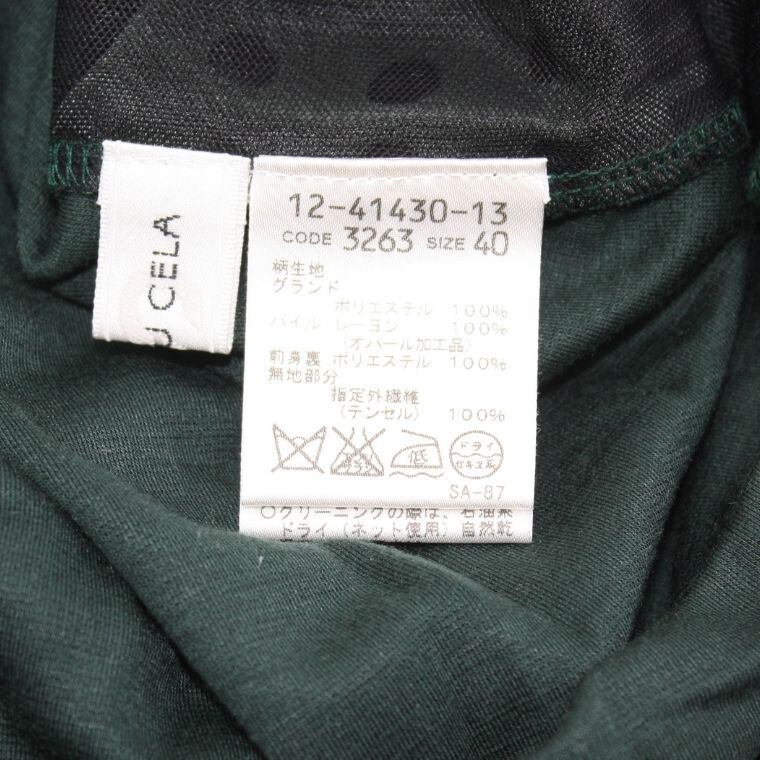 U CELA
12-41430-13
CODE 3263 SIZE 40
柄生地
グランド
ポリエステル 100%
パイル レーヨン 100%
(オパール加工品)
前身裏 ポリエステル 100%
無地部分
指定外繊維
(テンセル) 100%
低
ドライ
セキユ系
SA-87
○クリーニングの際は、石油系
ドライ(ネット使用)自然乾